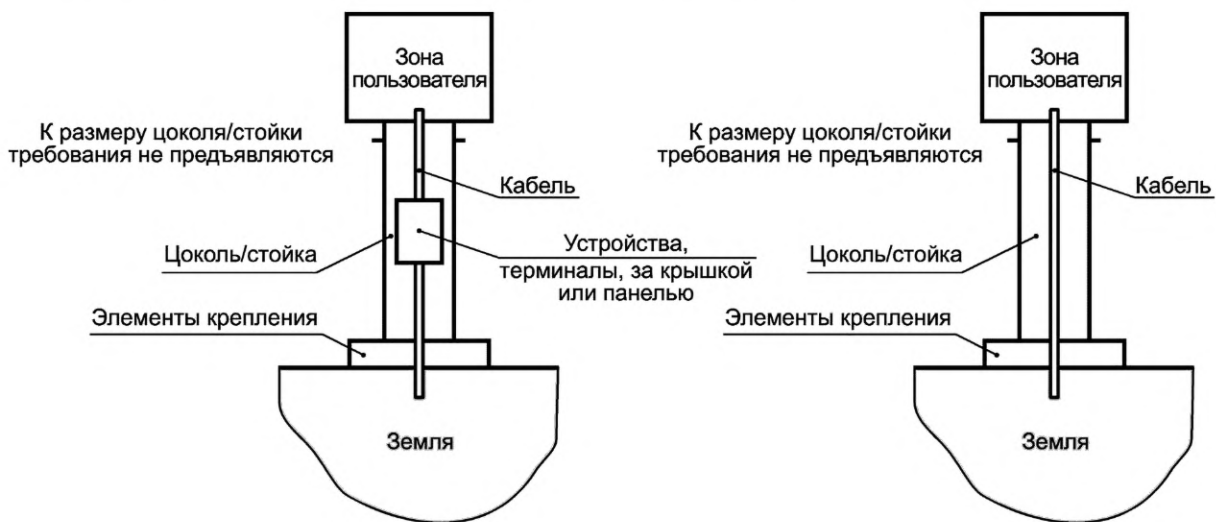 Зона
пользователя
К размеру цоколя/стойки
требования не предъявляются
Кабель
Цоколь/стойка
Устройства,
терминалы, за крышкой
или панелью
Элементы крепления
Земля
Зона
пользователя
К размеру цоколя/стойки
требования не предъявляются
Кабель
Цоколь/стойка
Элементы крепления
Земля